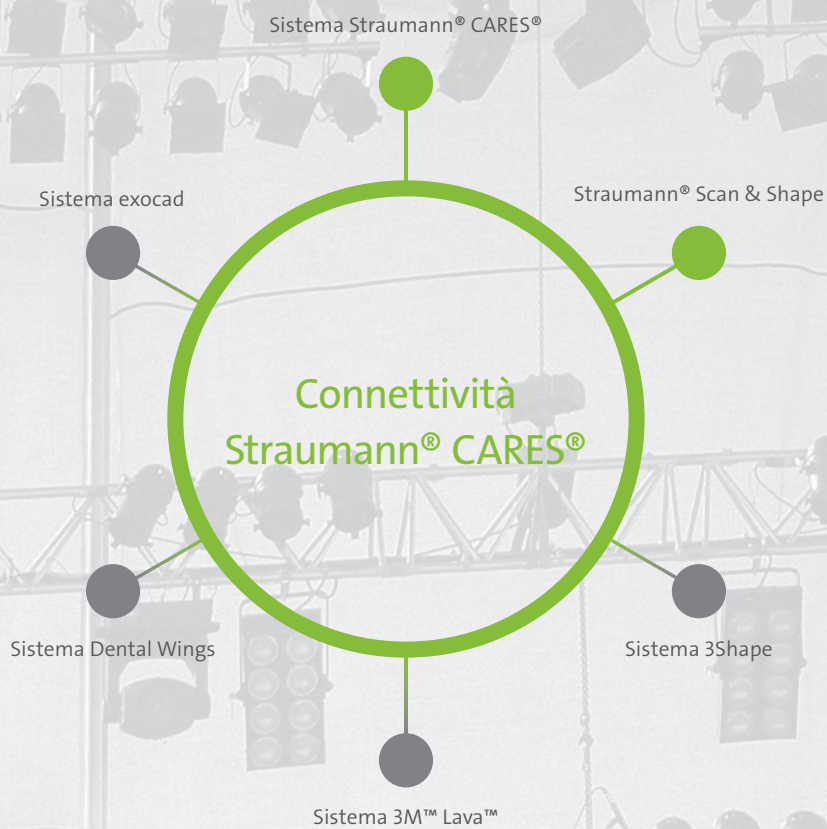 Sistema Straumann® CARES®
Sistema exocad
Straumann® Scan & Shape
Connettività
Straumann® CARES®
Sistema Dental Wings
Sistema 3Shape
Sistema 3M™ Lava™